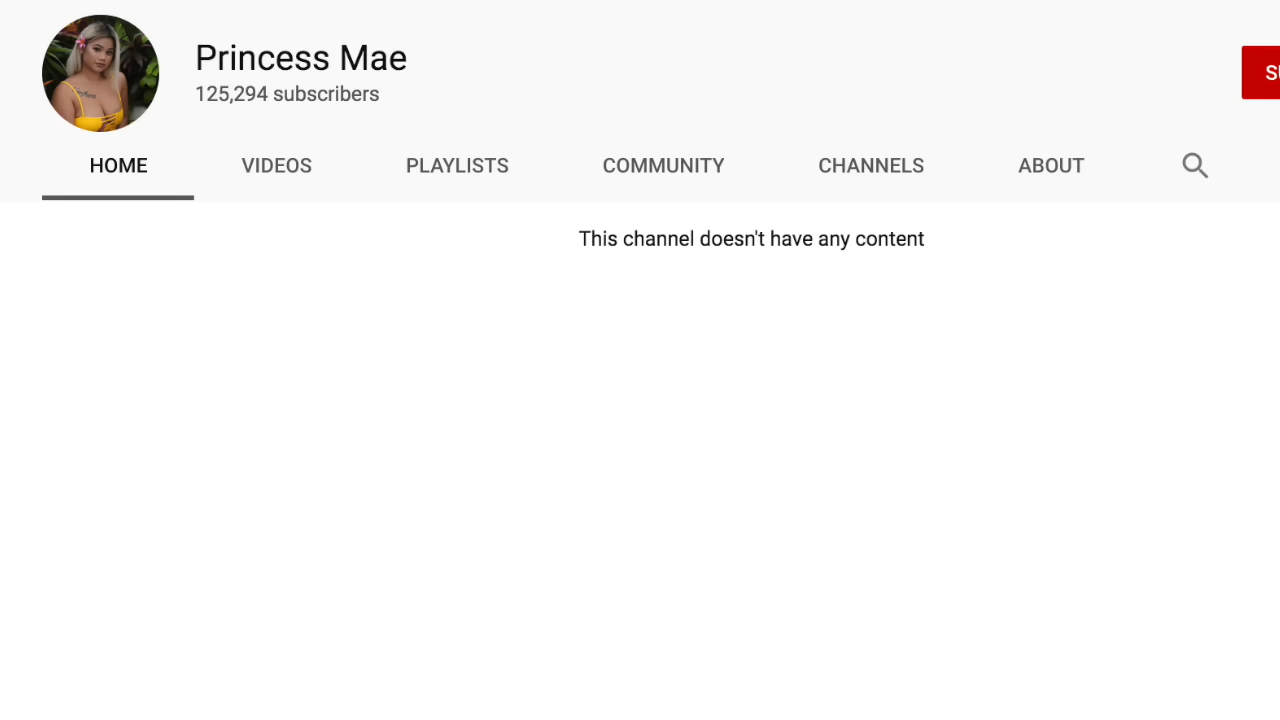 Princess Mae
125,294 subscribers
HOME VIDEOS PLAYLISTS COMMUNITY CHANNELS ABOUT
This channel doesn't have any content